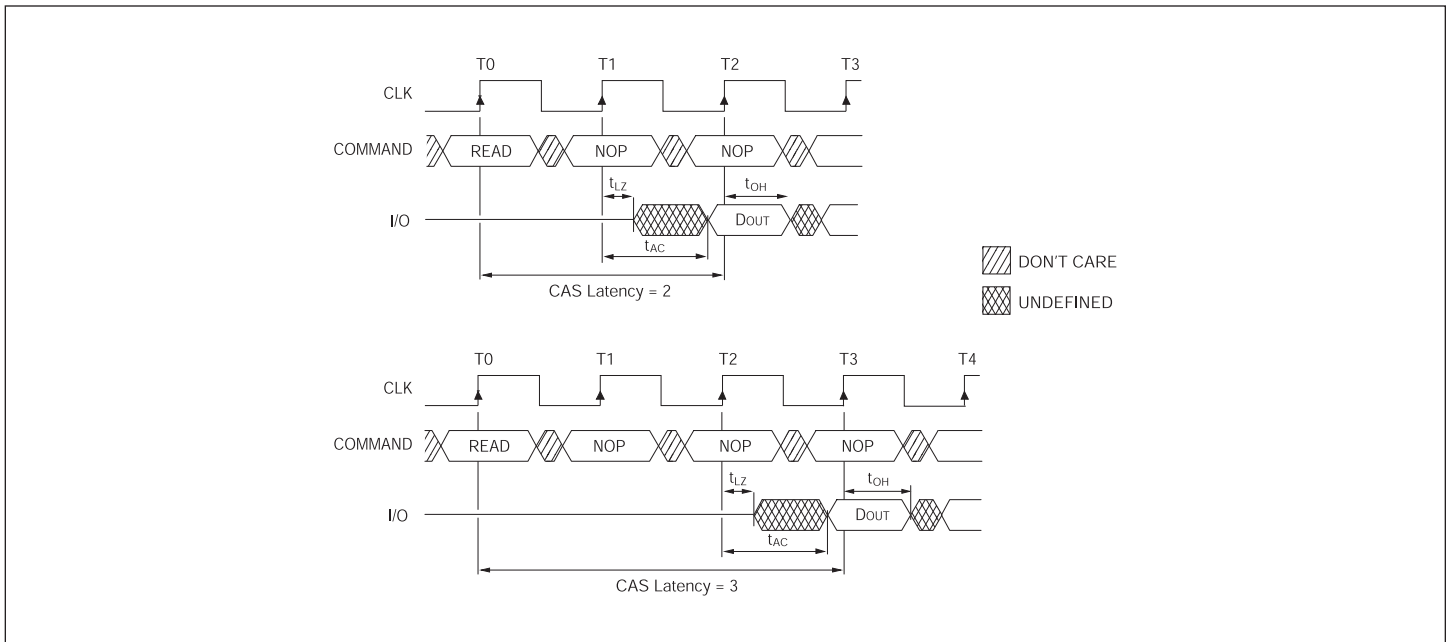 T0 T1 T2 T3
CLK
COMMAND READ NOP NOP
tLZ tOH
I/O DOUT
tAC
CAS Latency = 2
DON'T CARE
UNDEFINED
T0 T1 T2 T3 T4
CLK
COMMAND READ NOP NOP NOP
tLZ tOH
I/O DOUT
tAC
CAS Latency = 3